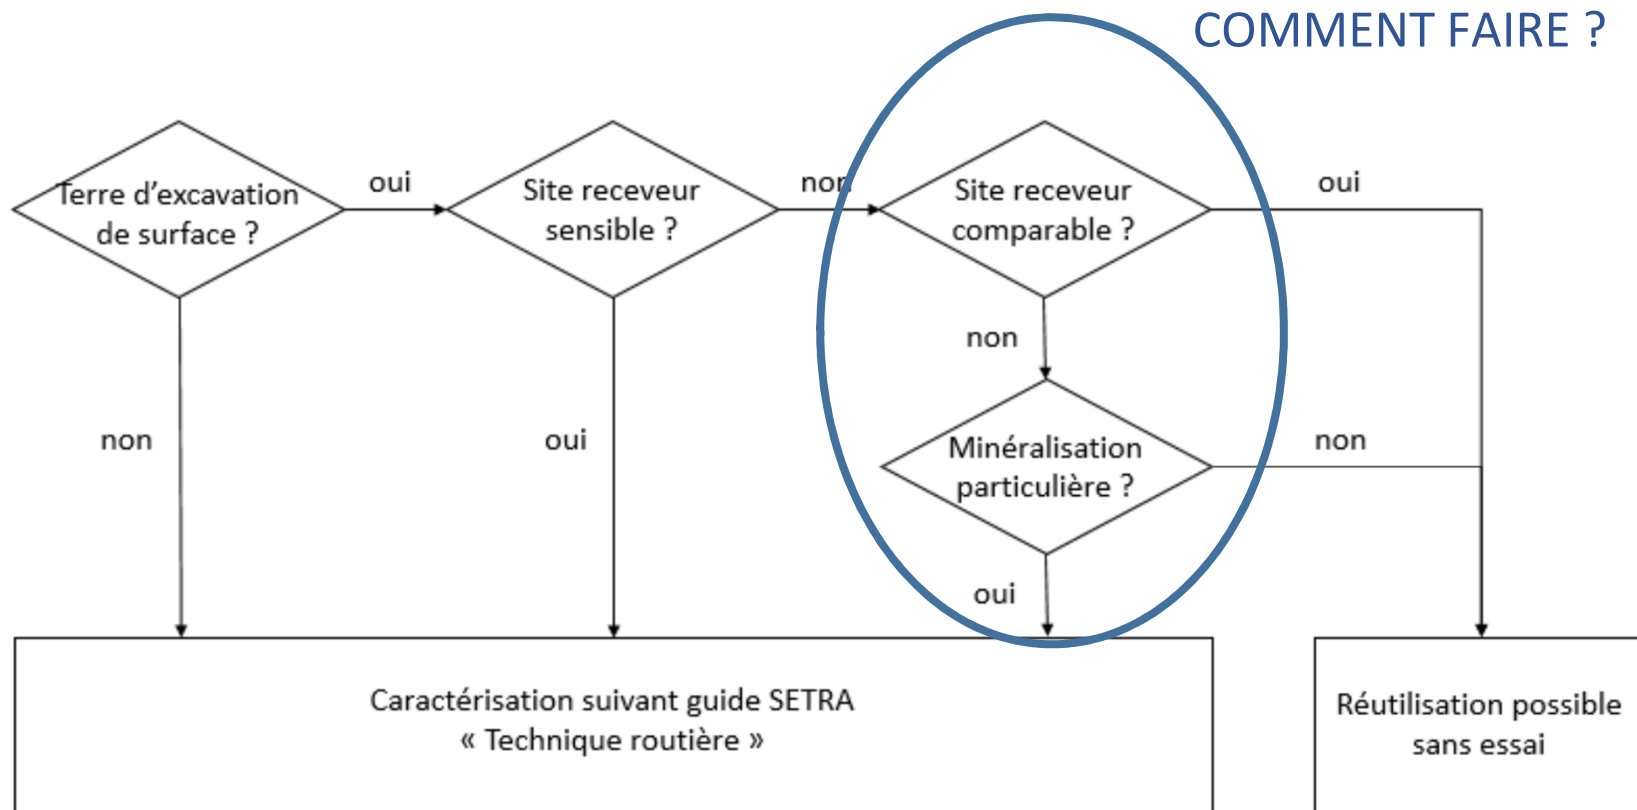 COMMENT FAIRE ?
Terre d'excavation
de surface ?
oui
Site receveur
sensible ?
non
Site receveur
comparable ?
oui
non
non
oui
Minéralisation
particulière ?
non
oui
Caractérisation suivant guide SETRA
« Technique routière »
Réutilisation possible
sans essai